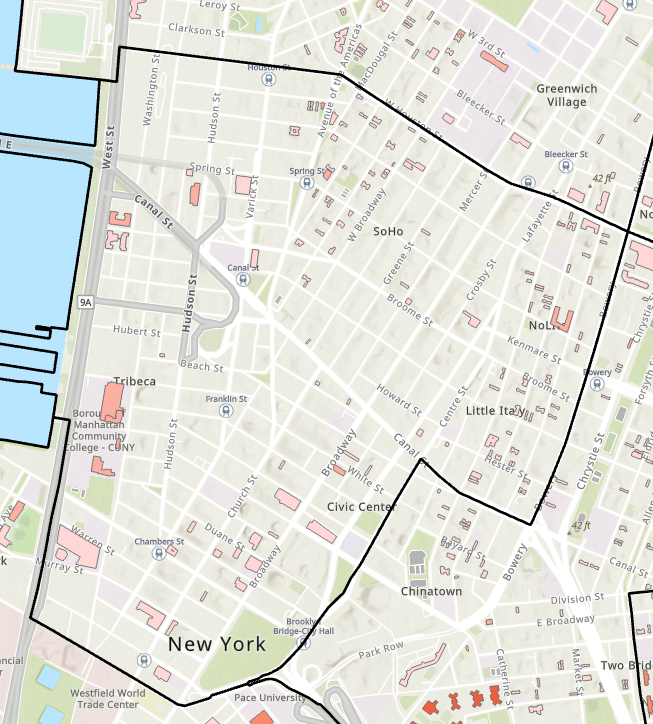 Leroy St
Clarkson St
W 3rd St
Avenue of the Americas
MacDougal St
Houston St
Washington St
Hudson St
W Houston St
Bleecker St
Greenwich
Village
Bleecker St
42 ft
West St
E
Spring St
Varick St
Spring St
Mercer St
Lafayette St
Canal St
W Broadway
SoHo
No
Canal St
Greene St
Crosby St
9A
Hudson St
Broome St
Chrystie St
Hubert St
Kenmare St
Forsyth St
Beach St
Bowery
Tribeca
Howard St
Broome St
Franklin St
Centre St
Little Italy
Manhattan
Community
College - CUNY
Hudson St
Canal St
Broadway
Chrystie St
Hester St
White St
Church St
Civic Center
42 ft
Warren St
Duane St
Chambers St
Bayard St
Bowery
Murray St
Broadway
Canal St
Chinatown
Division St
E Broadway
Brooklyn
Bridge-City Hall
New York
Park Row
Catherine St
Market St
Two Brid
ncial
Westfield World
Trade Center
Pace University